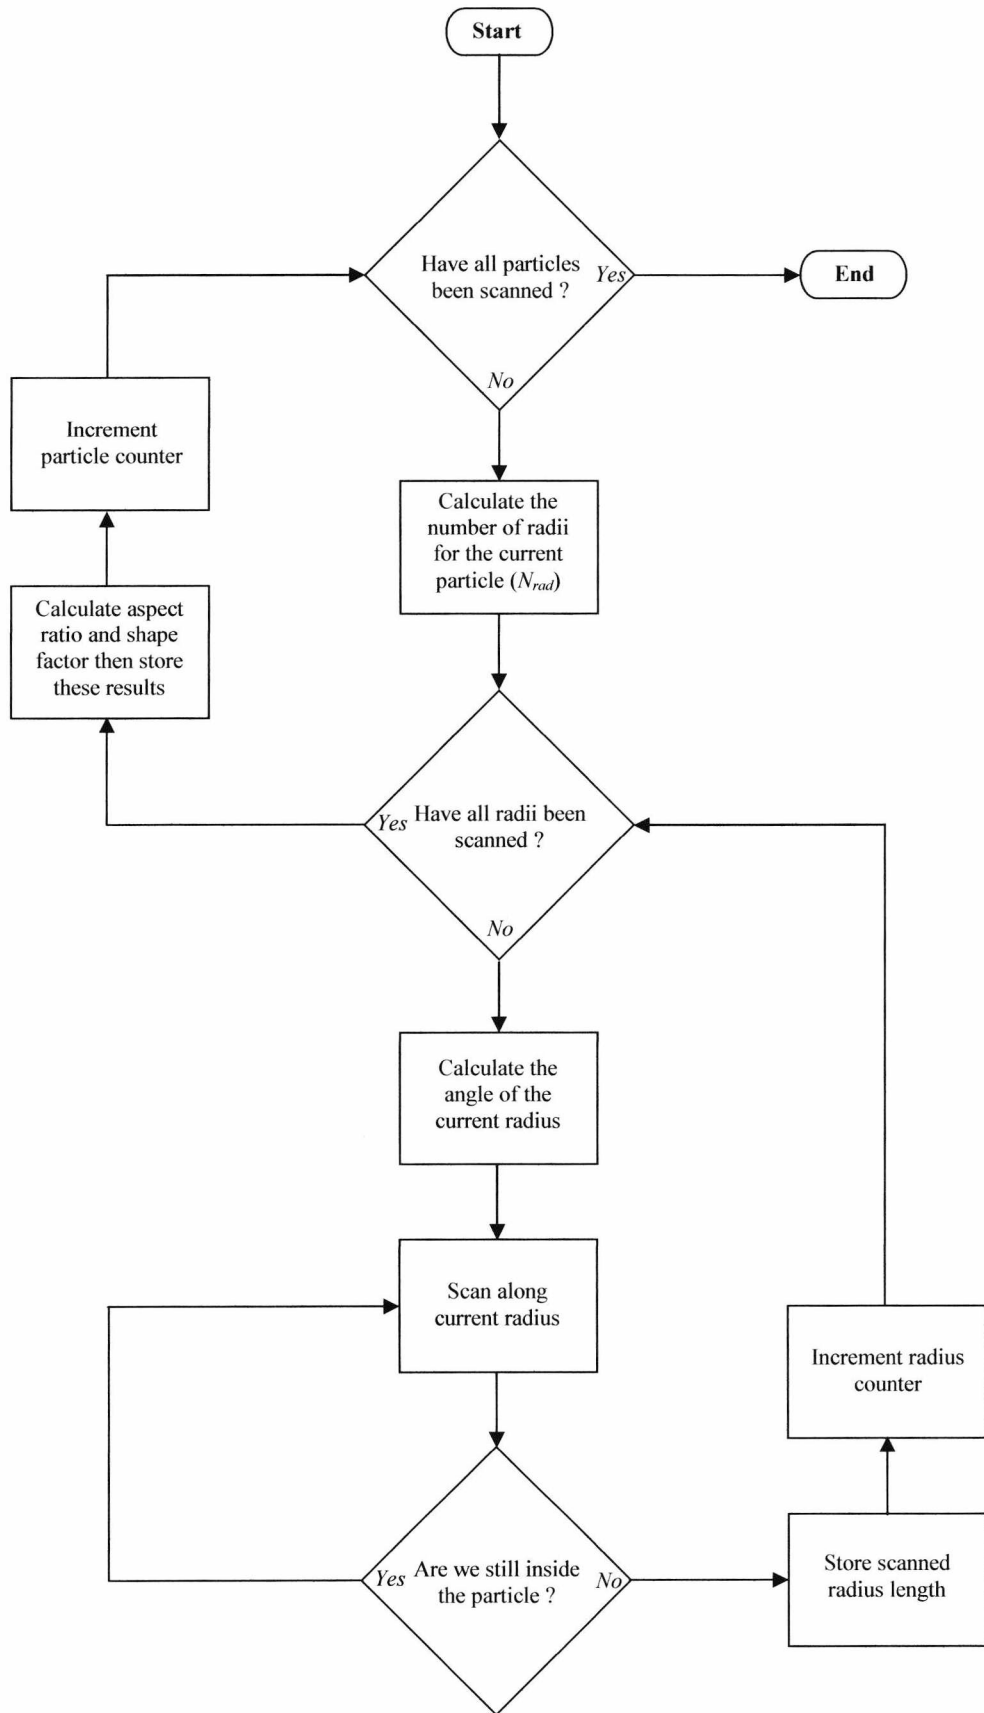 Start
Have all particles
been scanned ?
Yes
End
No
Increment
particle counter
Calculate the
number of radii
for the current
particle (Nrad)
Calculate aspect
ratio and shape
factor then store
these results
Yes
Have all radii been
scanned ?
No
Calculate the
angle of the
current radius
Scan along
current radius
Increment radius
counter
Yes
Are we still inside
the particle ?
No
Store scanned
radius length